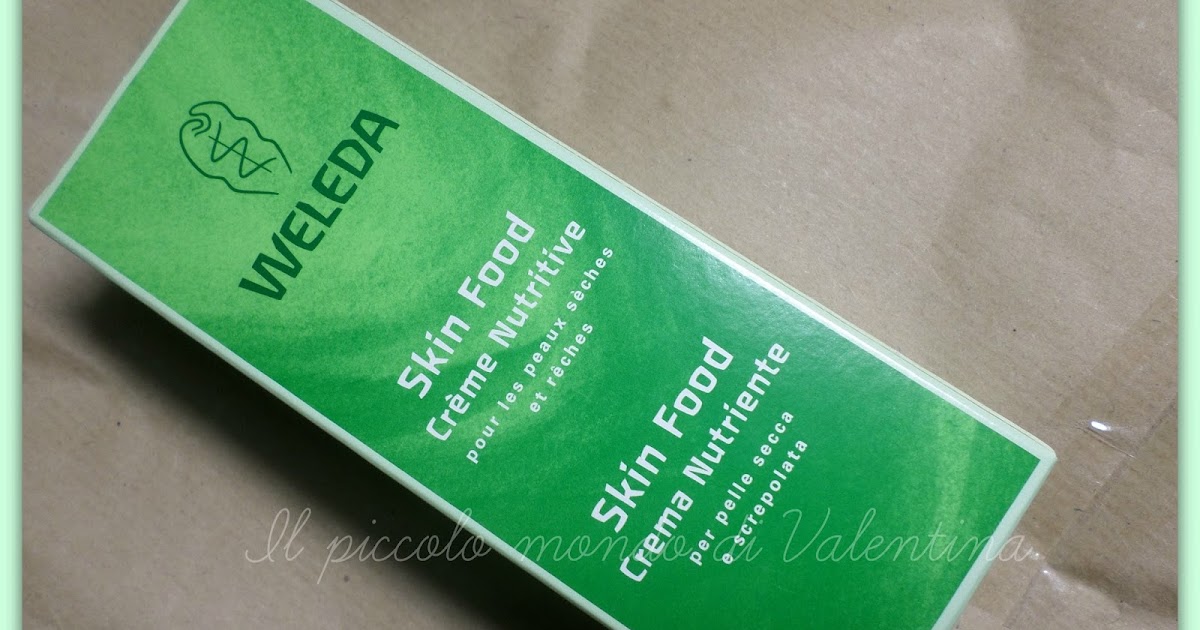 WELEDA
Skin Food
Crème Nutritive
pour les peaux sèches
et rêches
Skin Food
Crema Nutriente
per pelle secca
e screpolata
Il piccolo mondo di Valentina